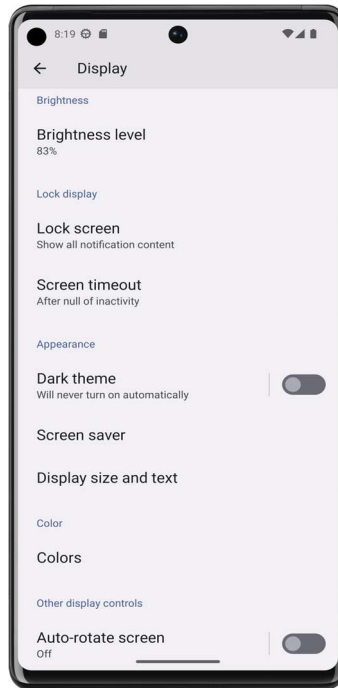 8:19
Display
Brightness
Brightness level
83%
Lock display
Lock screen
Show all notification content
Screen timeout
After null of inactivity
Appearance
Dark theme
Will never turn on automatically
Screen saver
Display size and text
Color
Colors
Other display controls
Auto-rotate screen
Off